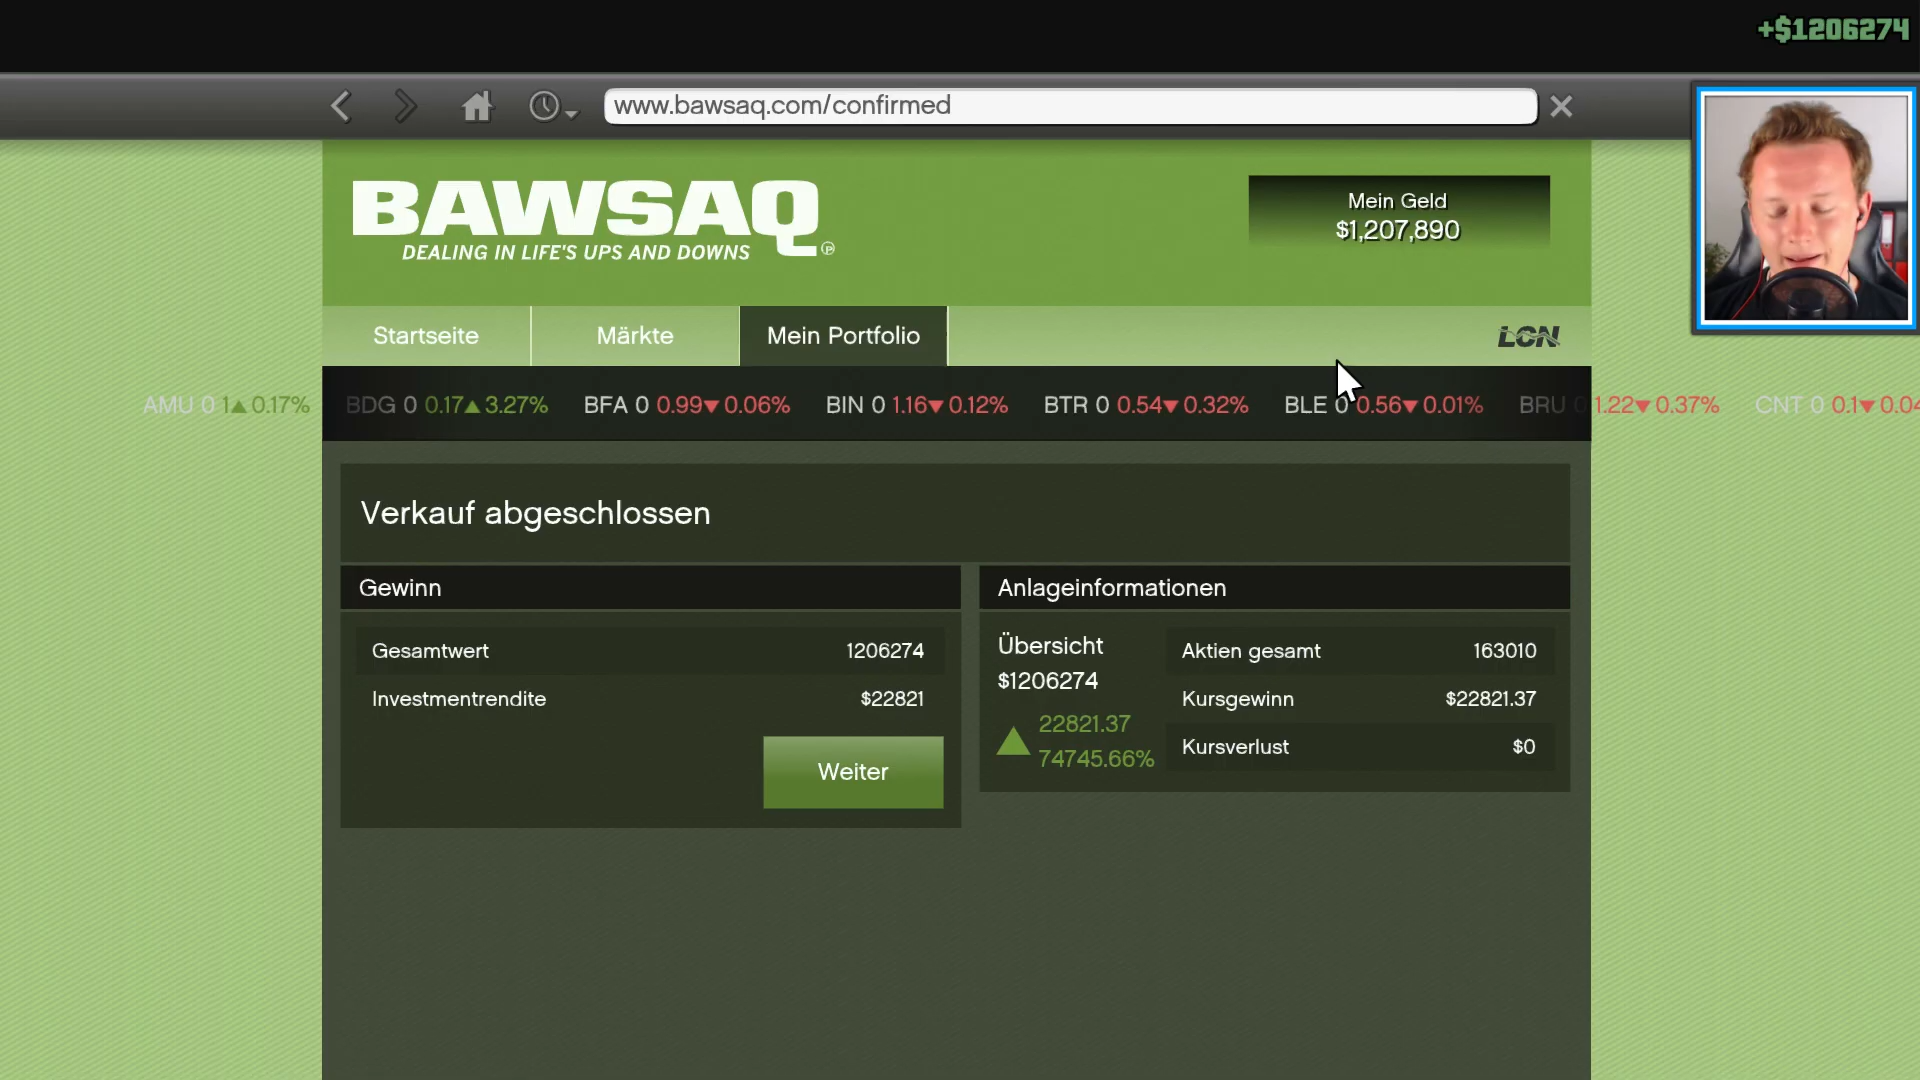 +$1206274
www.bawsaq.com/confirmed
BAWSAQ
DEALING IN LIFE'S UPS AND DOWNS
Mein Geld
$1,207,890
Startseite
Märkte
Mein Portfolio
LCN
AMU 0 1▲0.17% BDG 0 0.17▲3.27% BFA 0 0.99▼0.06% BIN 0 1.16▼0.12% BTR 0 0.54▼0.32% BLE 0 0.56▼0.01% BRU 0 1.22▼0.37% CNT 0 0.1▼0.04
Verkauf abgeschlossen
Gewinn
Gesamtwert 1206274
Investmentrendite $22821
Weiter
Anlageinformationen
Übersicht
$1206274
22821.37
74745.66%
Aktien gesamt 163010
Kursgewinn $22821.37
Kursverlust $0